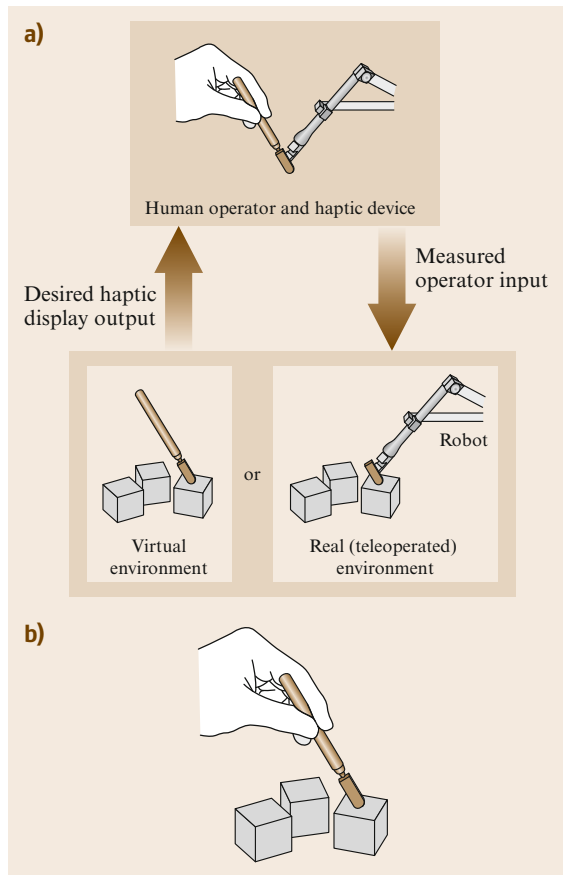 a)
Human operator and haptic device
Desired haptic
display output
Measured
operator input
Robot
or
Virtual
environment
Real (teleoperated)
environment
b)